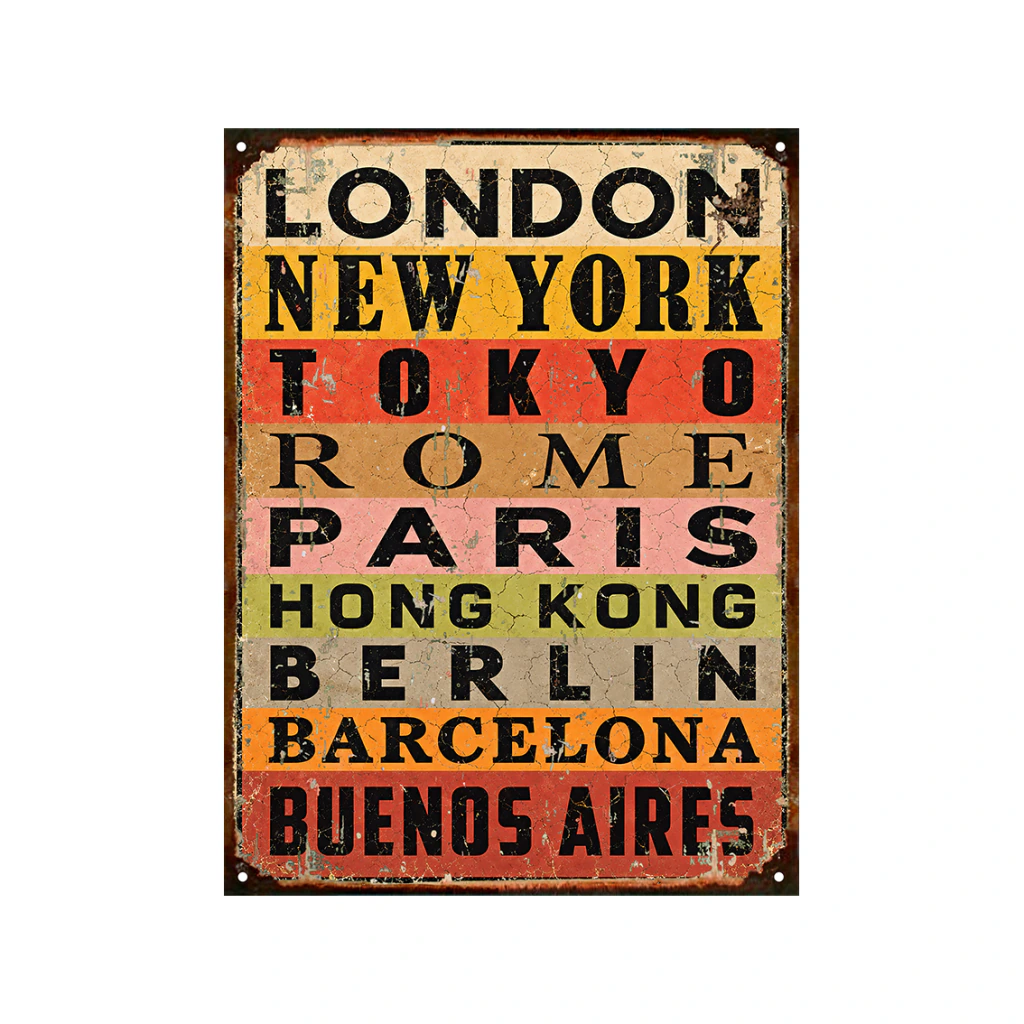 LONDON
NEW YORK
TOKYO
ROME
PARIS
HONG KONG
BERLIN
BARCELONA
BUENOS AIRES